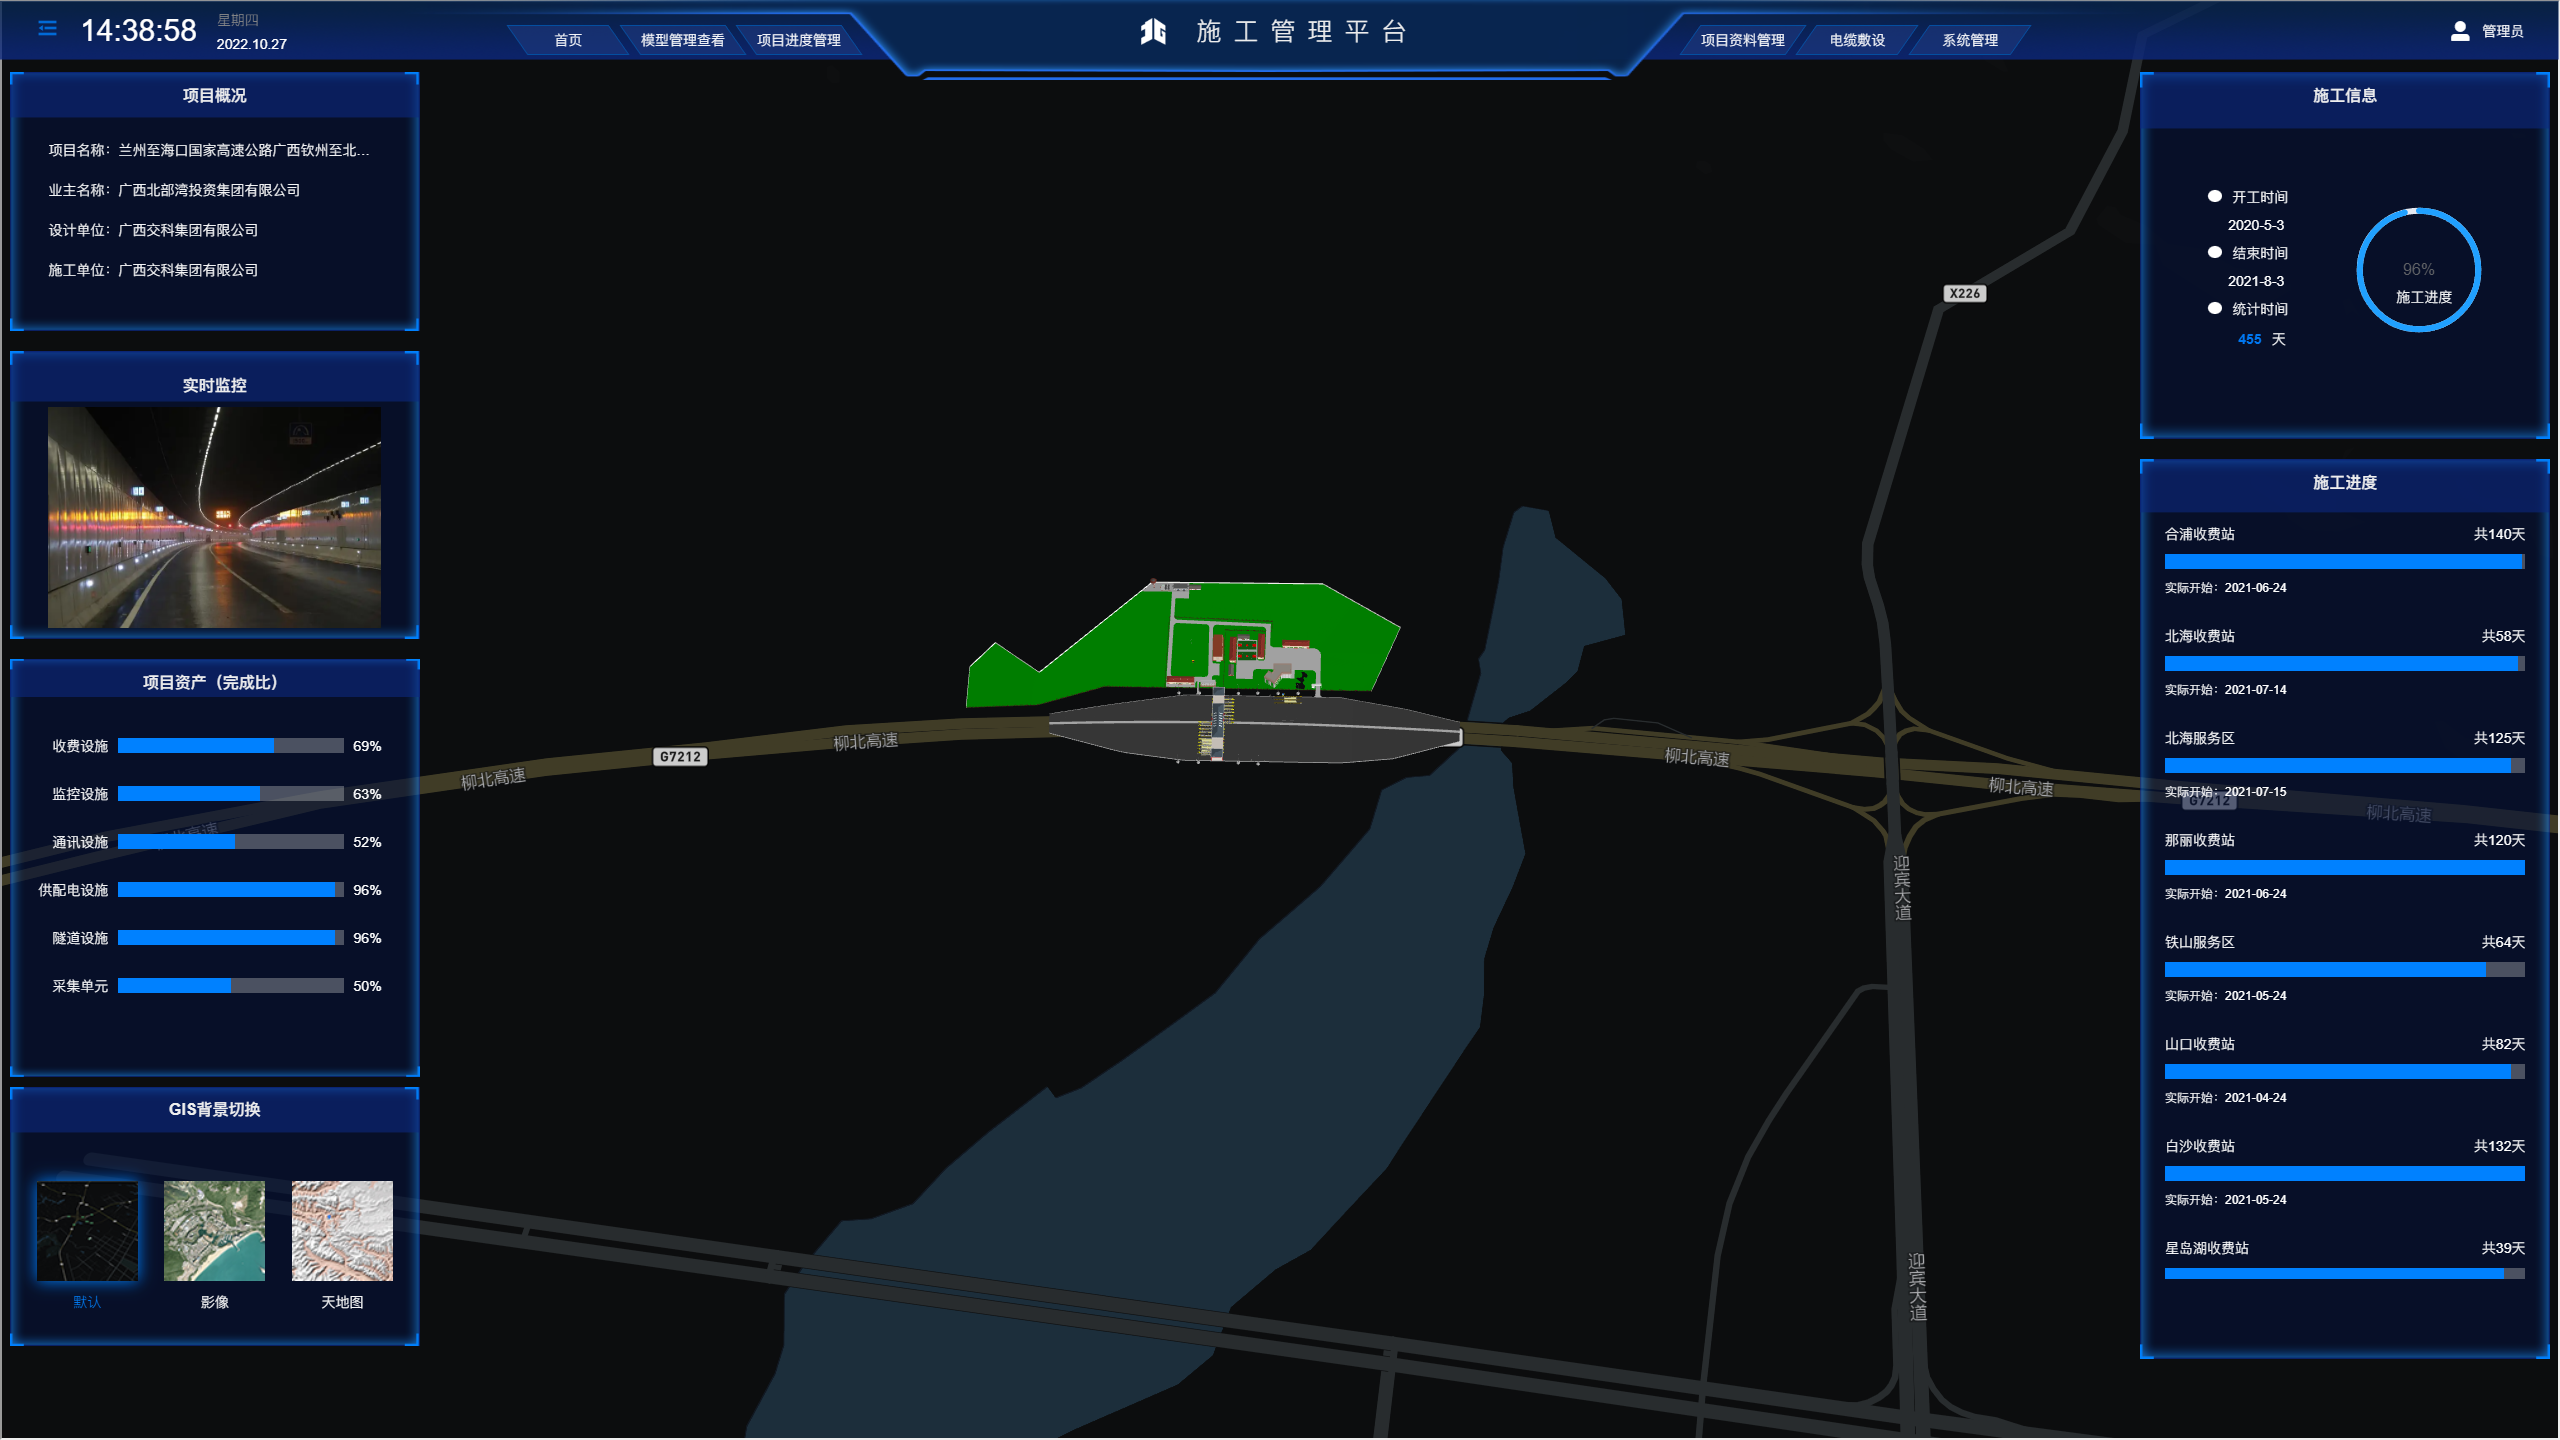 14:38:58
星期四
2022.10.27
首页
模型管理查看
项目进度管理
施工管理平台
项目资料管理
电缆敷设
系统管理
管理员
项目概况
项目名称：兰州至海口国家高速公路广西钦州至北...
业主名称：广西北部湾投资集团有限公司
设计单位：广西交科集团有限公司
施工单位：广西交科集团有限公司
实时监控
项目资产（完成比）
收费设施 69%
监控设施 63%
通讯设施 52%
供配电设施 96%
隧道设施 96%
采集单元 50%
GIS背景切换
默认
影像
天地图
X226
柳北高速
G7212
柳北高速
柳北高速
柳北高速
柳北高速
G7212
柳北高速
迎宾大道
迎宾大道
施工信息
开工时间
2020-5-3
结束时间
2021-8-3
统计时间
455 天
96%
施工进度
施工进度
合浦收费站 共140天
实际开始：2021-06-24
北海收费站 共58天
实际开始：2021-07-14
北海服务区 共125天
实际开始：2021-07-15
那丽收费站 共120天
实际开始：2021-06-24
铁山服务区 共64天
实际开始：2021-05-24
山口收费站 共82天
实际开始：2021-04-24
白沙收费站 共132天
实际开始：2021-05-24
星岛湖收费站 共39天